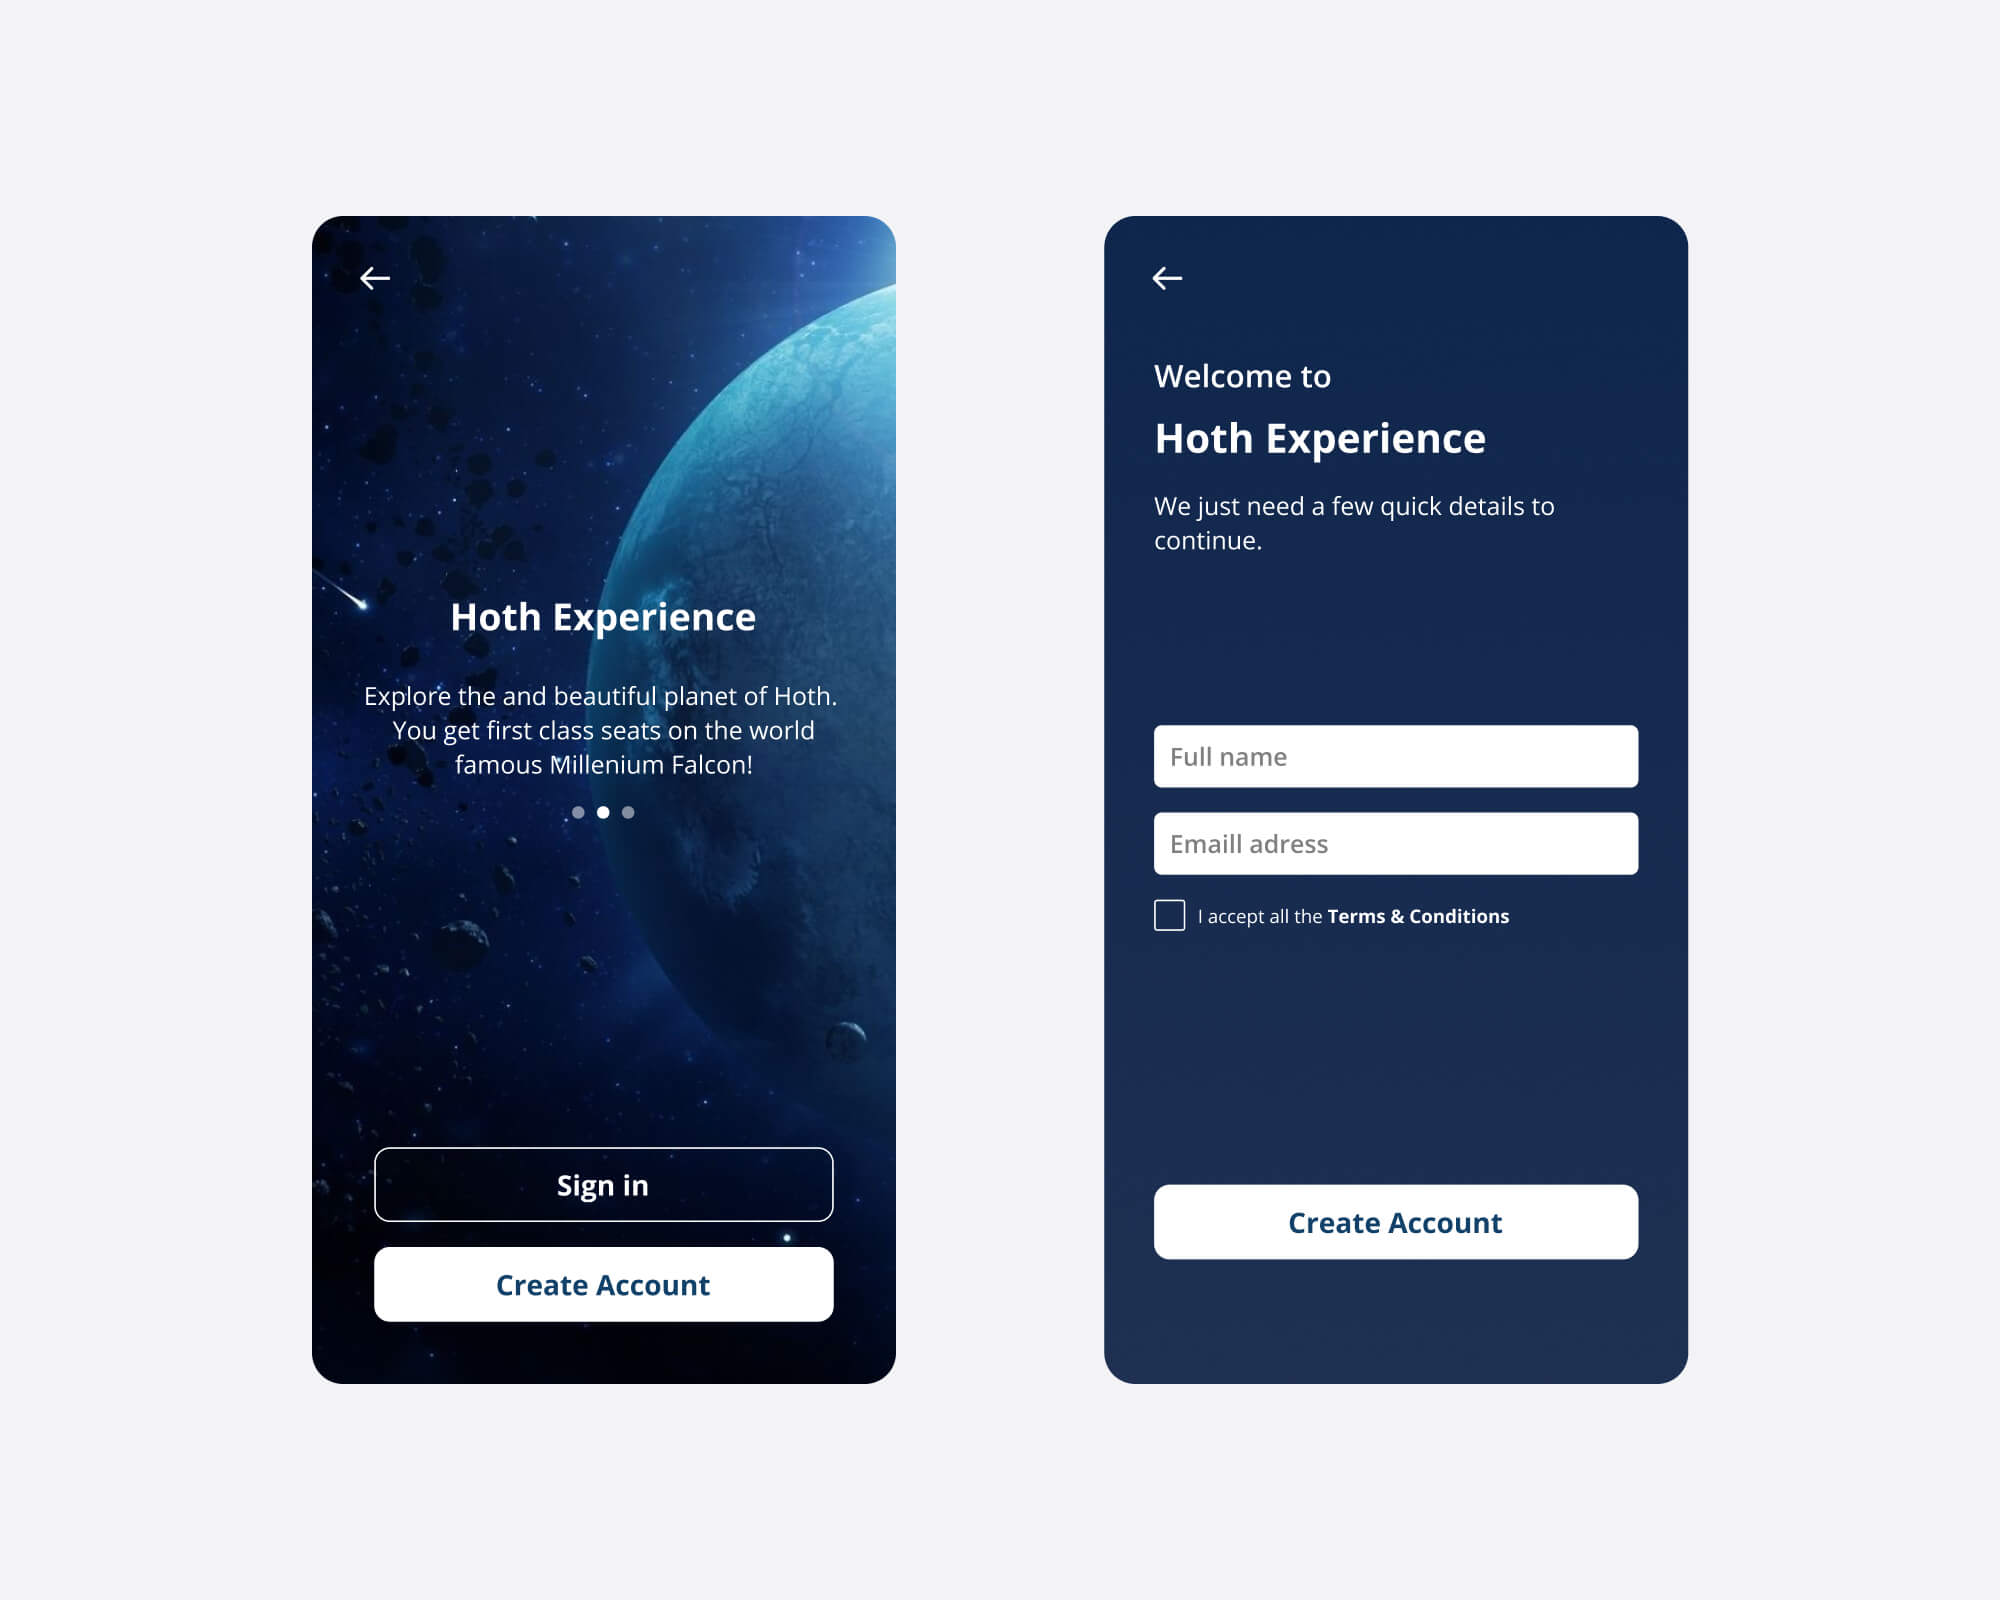 Hoth Experience
Explore the and beautiful planet of Hoth.
You get first class seats on the world
famous Millenium Falcon!
Sign in
Create Account
Welcome to
Hoth Experience
We just need a few quick details to
continue.
Full name
Emaill adress
I accept all the Terms & Conditions
Create Account